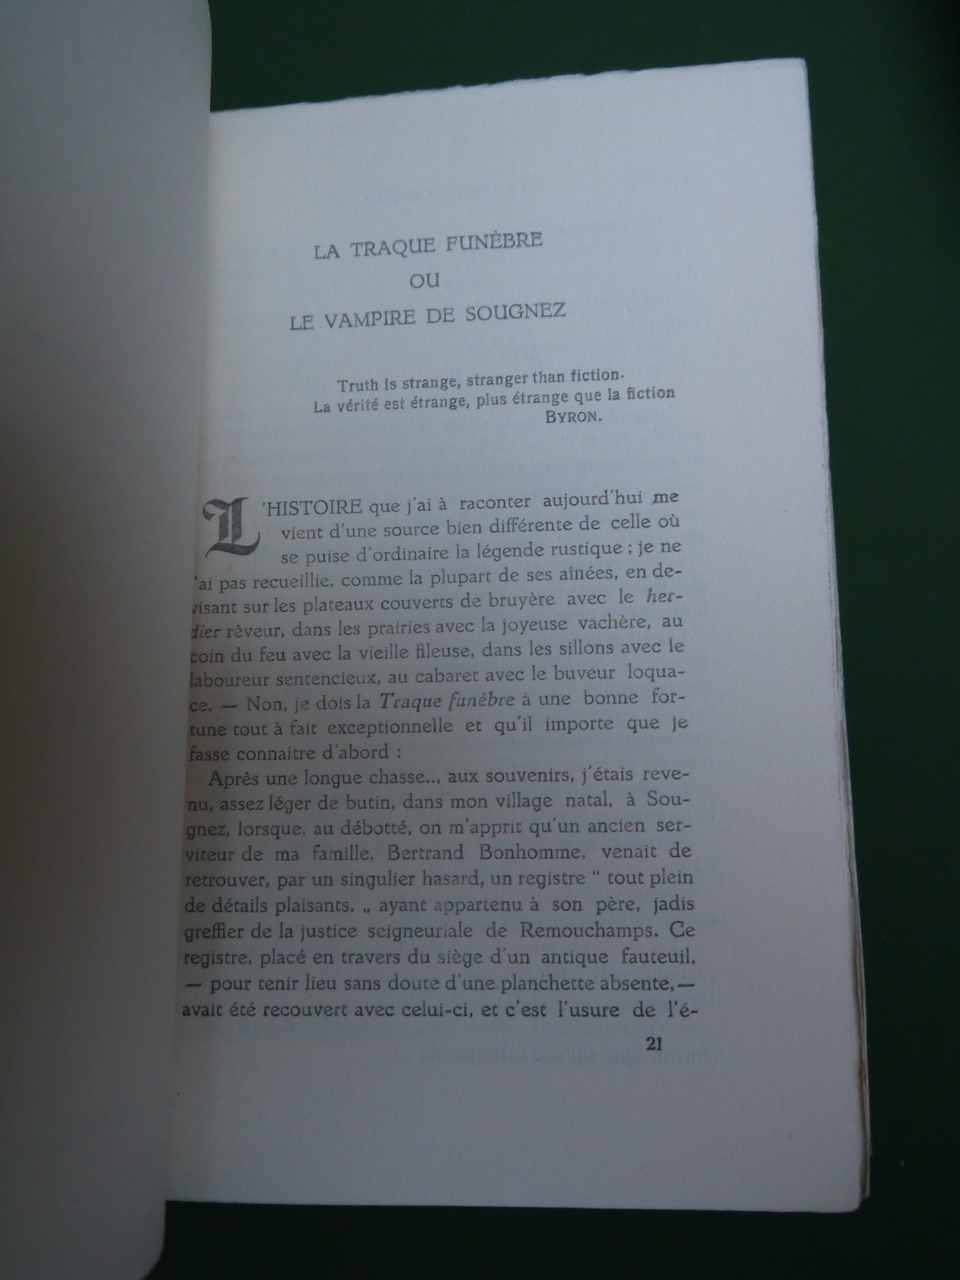 LA TRAQUE FUNÈBRE
OU
LE VAMPIRE DE SOUGNEZ
Truth is strange, stranger than fiction.
La vérité est étrange, plus étrange que la fiction
BYRON.
L'HISTOIRE que j'ai à raconter aujourd'hui me
vient d'une source bien différente de celle où
se puise d'ordinaire la légende rustique ; je ne
l'ai pas recueillie, comme la plupart de ses aînées, en de-
visant sur les plateaux couverts de bruyère avec le her-
dier rêveur, dans les prairies avec la joyeuse vachère, au
coin du feu avec la vieille fileuse, dans les sillons avec le
laboureur sentencieux, au cabaret avec le buveur loqua-
ce. — Non, je dois la Traque funèbre à une bonne for-
tune tout à fait exceptionnelle et qu'il importe que je
fasse connaitre d'abord :
Après une longue chasse.., aux souvenirs, j'étais reve-
nu, assez léger de butin, dans mon village natal, à Sou-
gnez, lorsque, au débotté, on m'apprit qu'un ancien ser-
viteur de ma famille, Bertrand Bonhomme, venait de
retrouver, par un singulier hasard, un registre “ tout plein
de détails plaisants, „ ayant appartenu à son père, jadis
greffier de la justice seigneuriale de Remouchamps. Ce
registre, placé en travers du siège d'un antique fauteuil,
— pour tenir lieu sans doute d'une planchette absente, —
avait été recouvert avec celui-ci, et c'est l'usure de l'é-
21